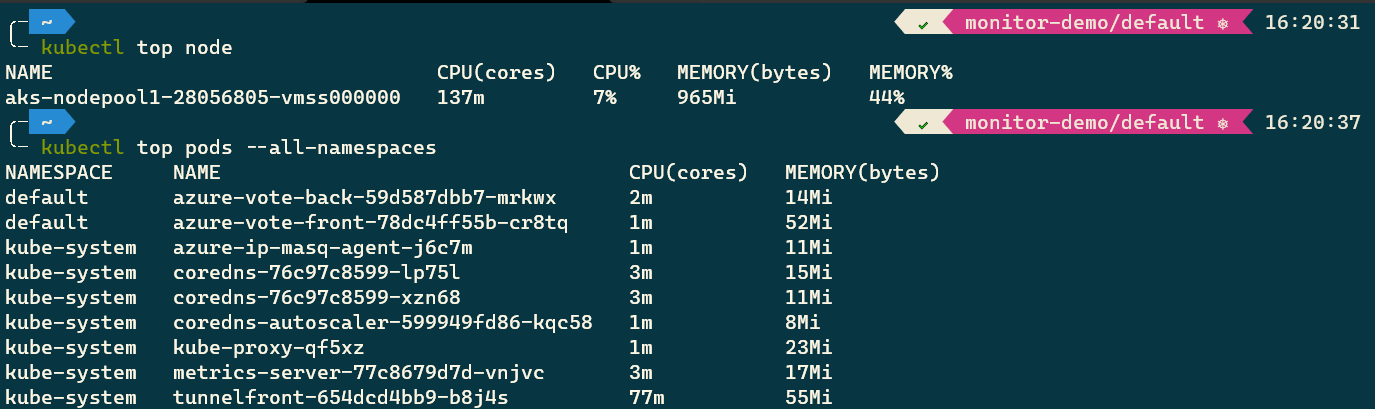 ~ ✓ monitor-demo/default ⎈ 16:20:31
kubectl top node
NAME CPU(cores) CPU% MEMORY(bytes) MEMORY%
aks-nodepool1-28056805-vmss000000 137m 7% 965Mi 44%
~ ✓ monitor-demo/default ⎈ 16:20:37
kubectl top pods --all-namespaces
NAMESPACE NAME CPU(cores) MEMORY(bytes)
default azure-vote-back-59d587dbb7-mrkwx 2m 14Mi
default azure-vote-front-78dc4ff55b-cr8tq 1m 52Mi
kube-system azure-ip-masq-agent-j6c7m 1m 11Mi
kube-system coredns-76c97c8599-lp75l 3m 15Mi
kube-system coredns-76c97c8599-xzn68 3m 11Mi
kube-system coredns-autoscaler-599949fd86-kqc58 1m 8Mi
kube-system kube-proxy-qf5xz 1m 23Mi
kube-system metrics-server-77c8679d7d-vnjvc 3m 17Mi
kube-system tunnelfront-654dcd4bb9-b8j4s 77m 55Mi